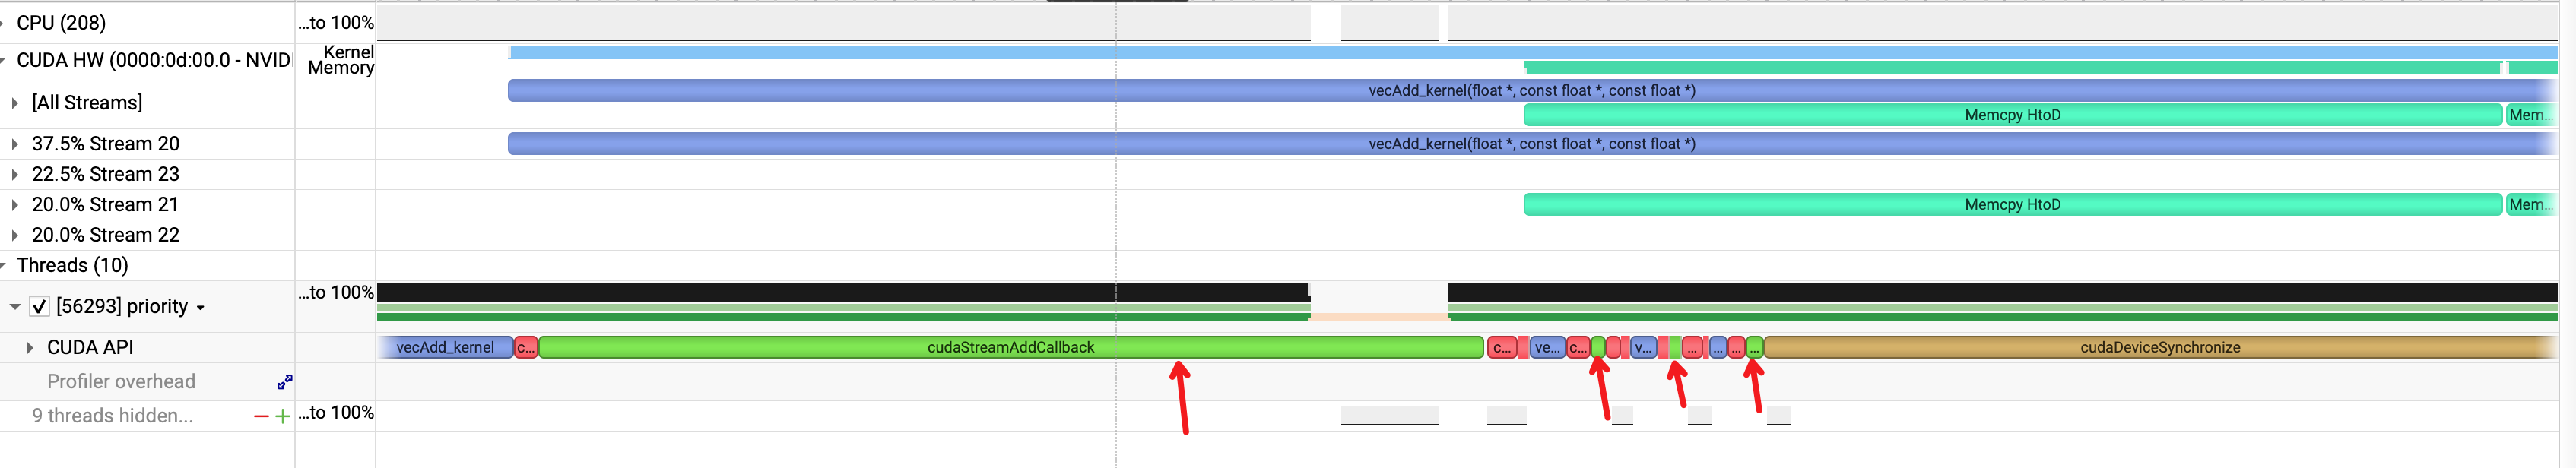 CPU (208) ...to 100%
CUDA HW (0000:0d:00.0 - NVIDI Kernel
Memory
[All Streams] vecAdd_kernel(float *, const float *, const float *)
Memcpy HtoD Mem...
37.5% Stream 20 vecAdd_kernel(float *, const float *, const float *)
22.5% Stream 23
20.0% Stream 21 Memcpy HtoD Mem...
20.0% Stream 22
Threads (10)
[56293] priority ...to 100%
CUDA API vecAdd_kernel c... cudaStreamAddCallback c... ve... c... v... ... ... ... ... cudaDeviceSynchronize
Profiler overhead
9 threads hidden... ...to 100%